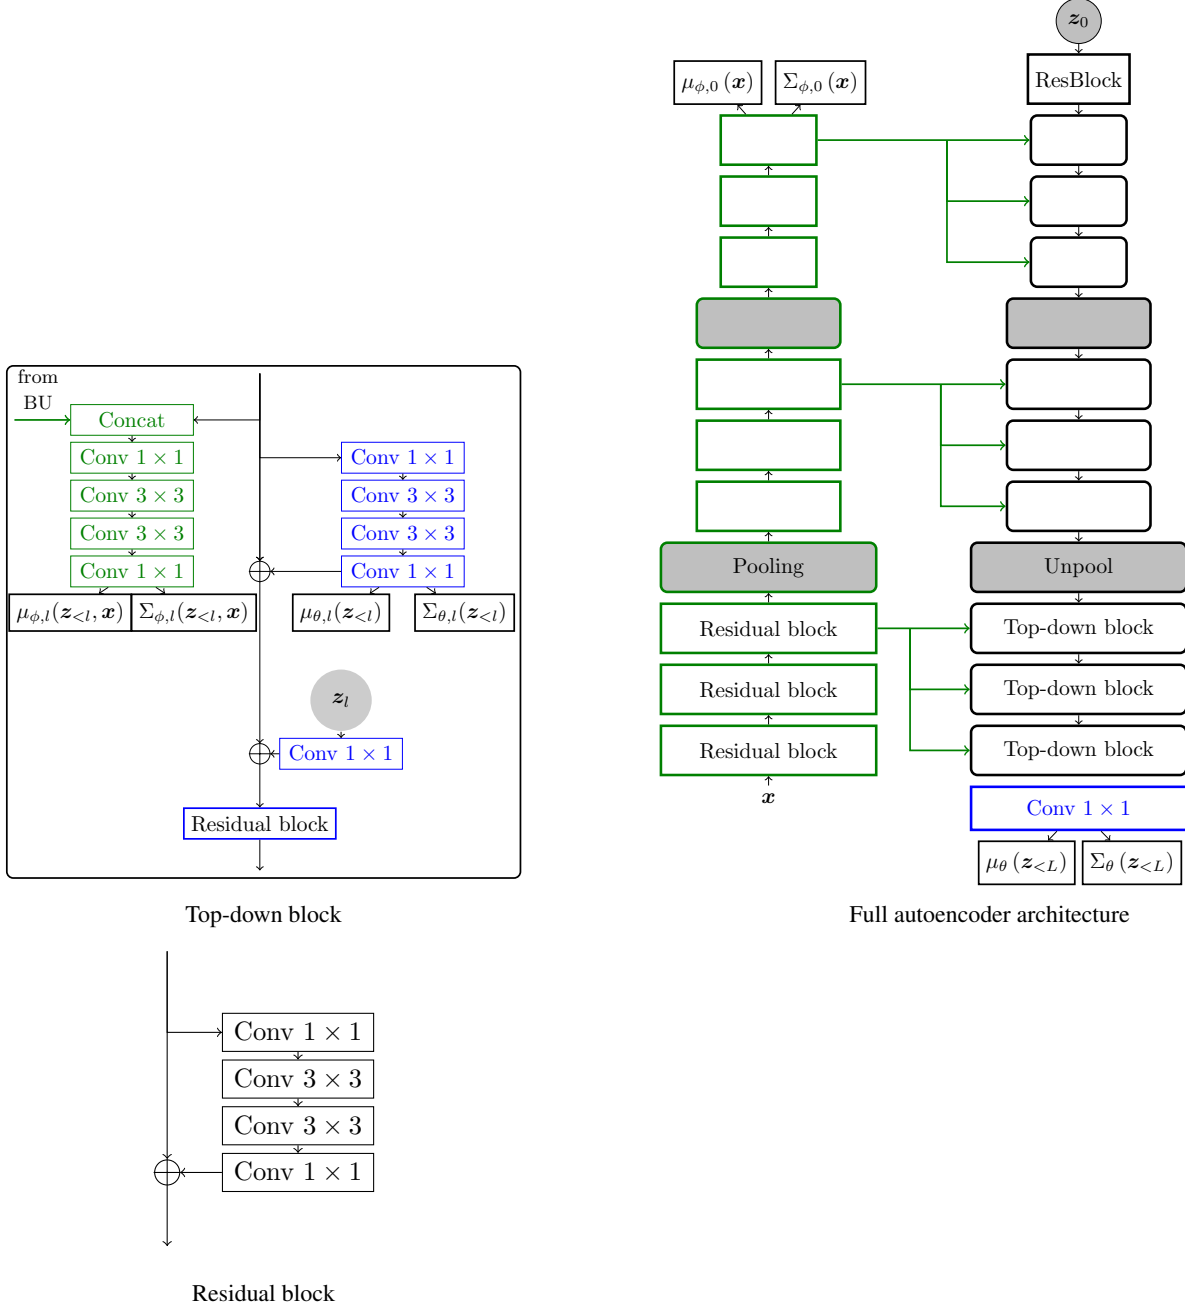 from
BU
Concat
Conv 1 × 1
Conv 3 × 3
Conv 3 × 3
Conv 1 × 1
μϕ,l(z<l, x)
Σϕ,l(z<l, x)
Conv 1 × 1
Conv 3 × 3
Conv 3 × 3
Conv 1 × 1
μθ,l(z<l)
Σθ,l(z<l)
zl
Conv 1 × 1
Residual block
Top-down block
Conv 1 × 1
Conv 3 × 3
Conv 3 × 3
Conv 1 × 1
Residual block
μϕ,0 (x)
Σϕ,0 (x)
Pooling
Residual block
Residual block
Residual block
x
z0
ResBlock
Unpool
Top-down block
Top-down block
Top-down block
Conv 1 × 1
μθ (z<L)
Σθ (z<L)
Full autoencoder architecture